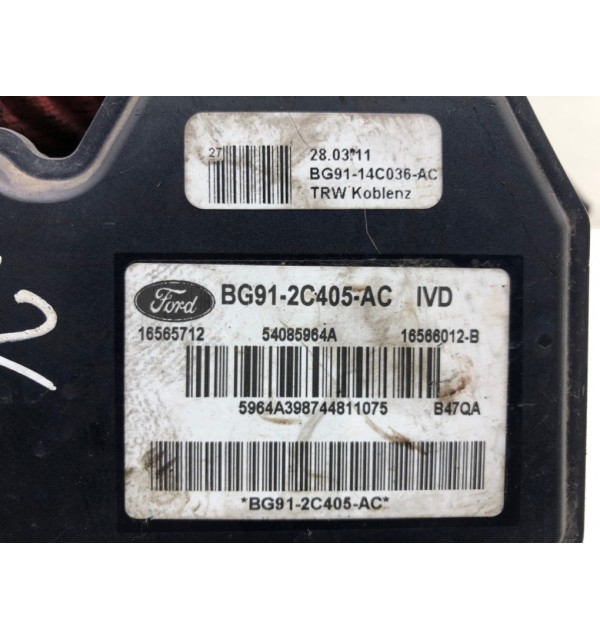 27
28.03.11
BG91-14C036-AC
TRW Koblenz
Ford BG91-2C405-AC IVD
16565712 54085964A 16566012-B
5964A398744811075 B47QA
*BG91-2C405-AC*